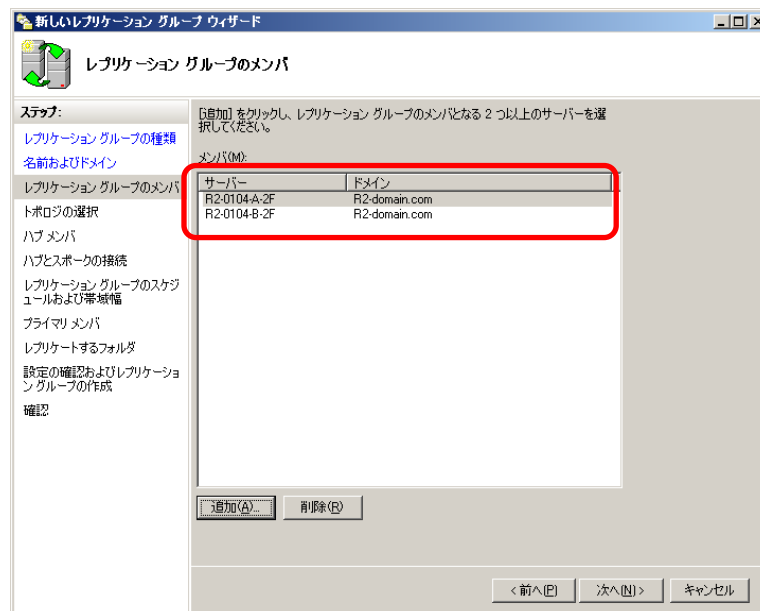 新しいレプリケーション グループ ウィザード
レプリケーション グループのメンバ
ステップ:
レプリケーション グループの種類
名前およびドメイン
レプリケーション グループのメンバ
トポロジの選択
ハブ メンバ
ハブとスポークの接続
レプリケーション グループのスケジ
ュールおよび帯域幅
プライマリ メンバ
レプリケートするフォルダ
設定の確認およびレプリケーショ
ン グループの作成
確認
[追加] をクリックし、レプリケーション グループのメンバとなる 2 つ以上のサーバーを選
択してください。
メンバ(M):
サーバー ドメイン
R2-0104-A-2F R2-domain.com
R2-0104-B-2F R2-domain.com
追加(A)... 削除(R)
< 前へ(P) 次へ(N) > キャンセル